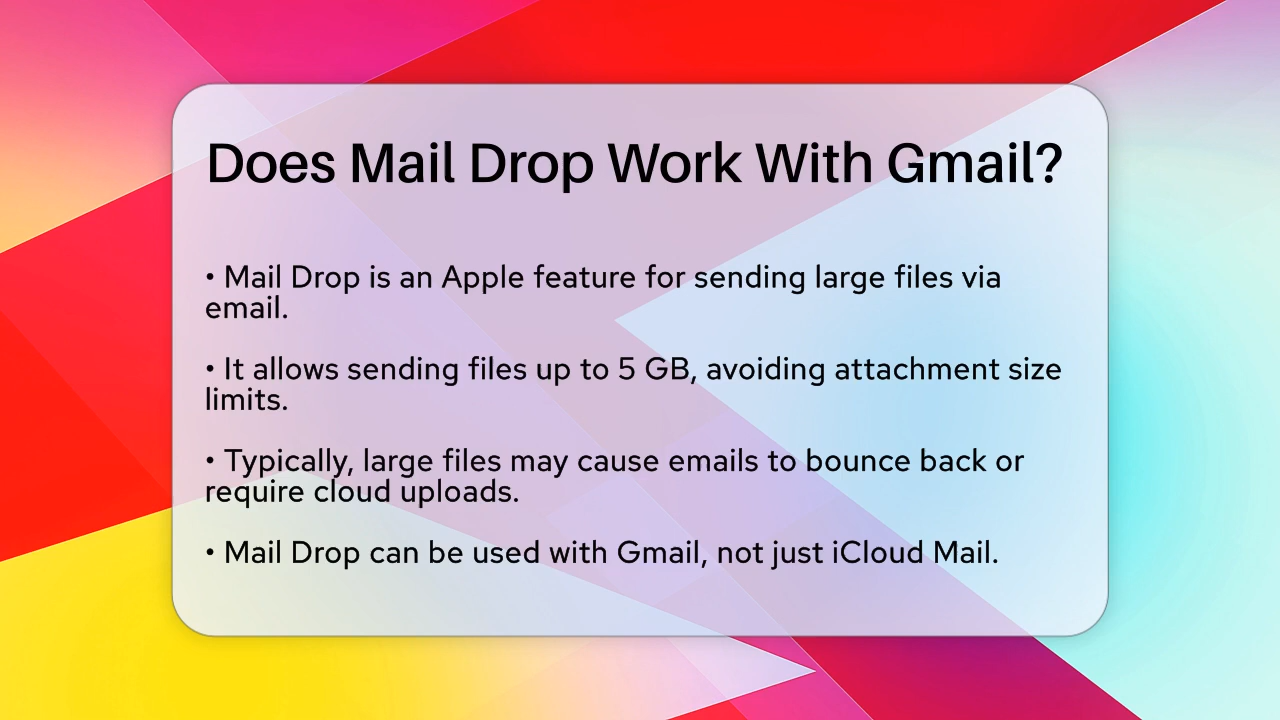 Does Mail Drop Work With Gmail?
• Mail Drop is an Apple feature for sending large files via
email.
• It allows sending files up to 5 GB, avoiding attachment size
limits.
• Typically, large files may cause emails to bounce back or
require cloud uploads.
• Mail Drop can be used with Gmail, not just iCloud Mail.